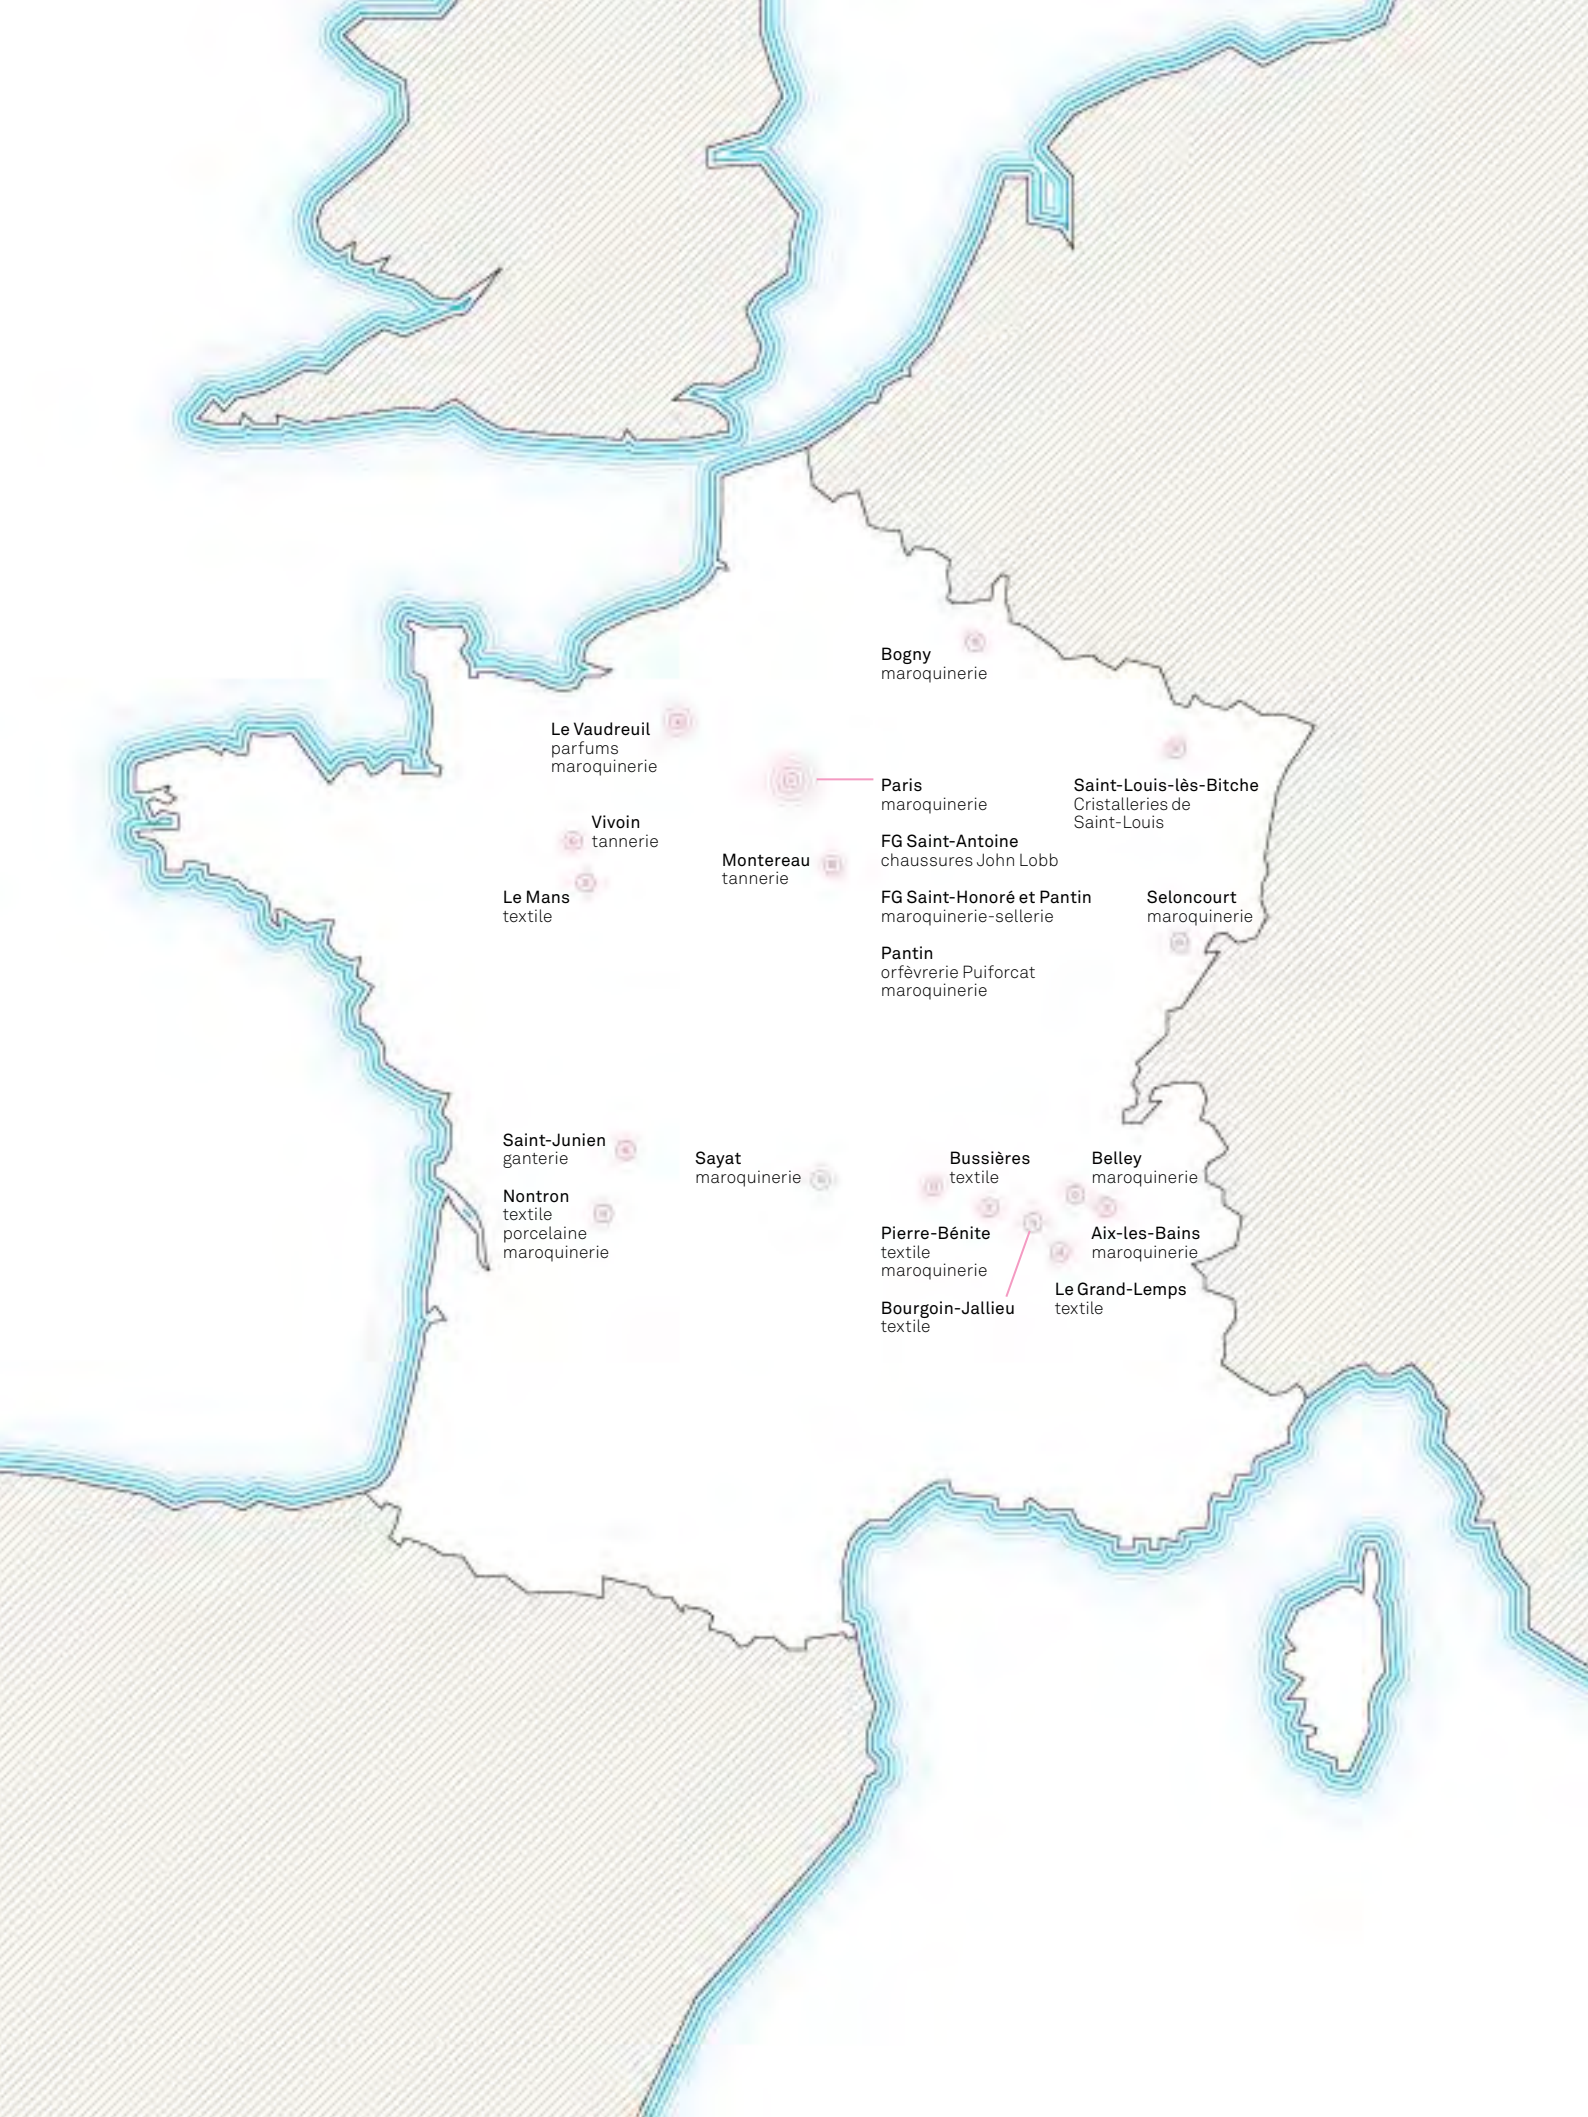 Bogny
maroquinerie
Le Vaudreuil
parfums
maroquinerie
Paris
maroquinerie
Saint-Louis-lès-Bitche
Cristalleries de
Saint-Louis
Vivoin
tannerie
FG Saint-Antoine
chaussures John Lobb
Montereau
tannerie
Le Mans
textile
FG Saint-Honoré et Pantin
maroquinerie-sellerie
Seloncourt
maroquinerie
Pantin
orfèvrerie Puiforcat
maroquinerie
Saint-Junien
ganterie
Sayat
maroquinerie
Bussières
textile
Belley
maroquinerie
Nontron
textile
porcelaine
maroquinerie
Pierre-Bénite
textile
maroquinerie
Aix-les-Bains
maroquinerie
Le Grand-Lemps
textile
Bourgoin-Jallieu
textile